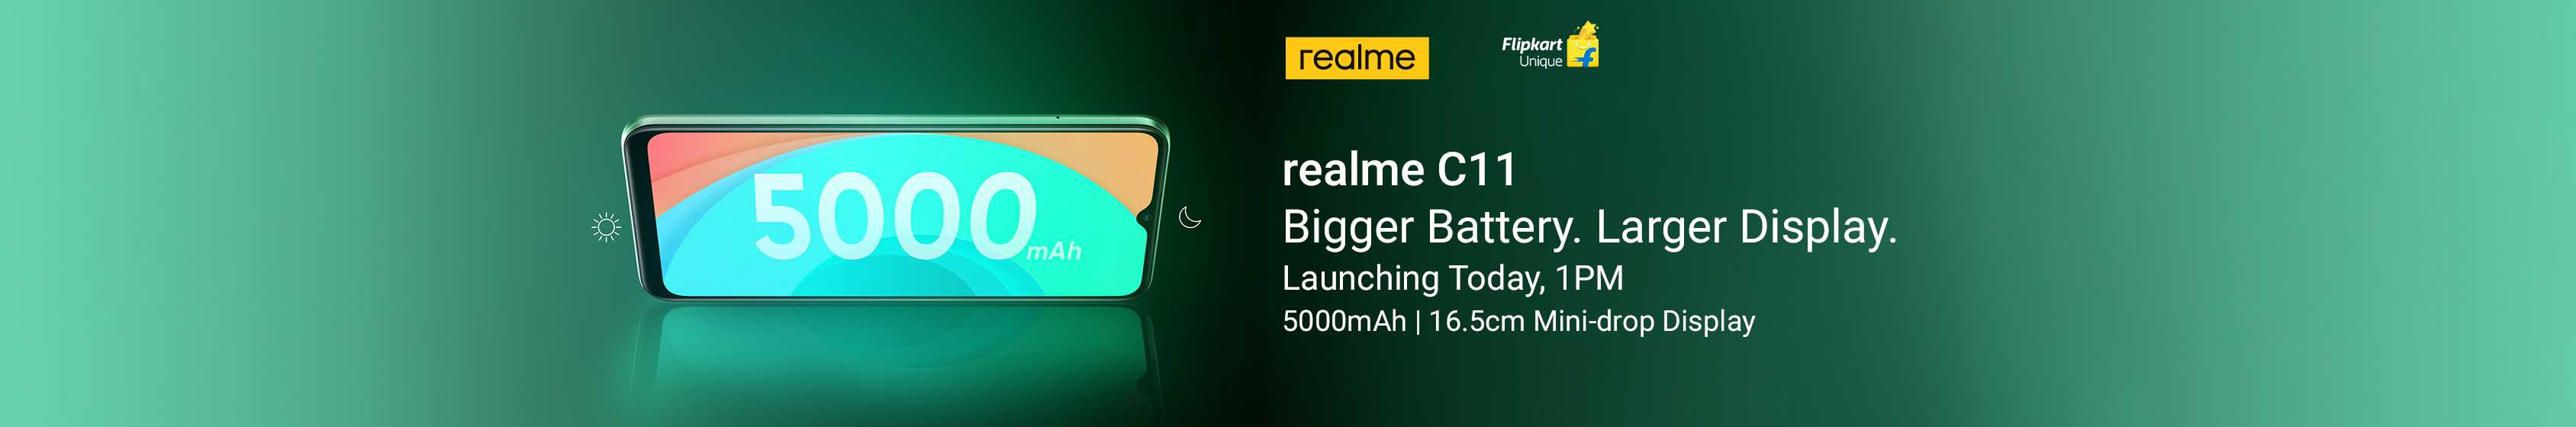 realme
Flipkart
Unique
5000mAh
realme C11
Bigger Battery. Larger Display.
Launching Today, 1PM
5000mAh | 16.5cm Mini-drop Display